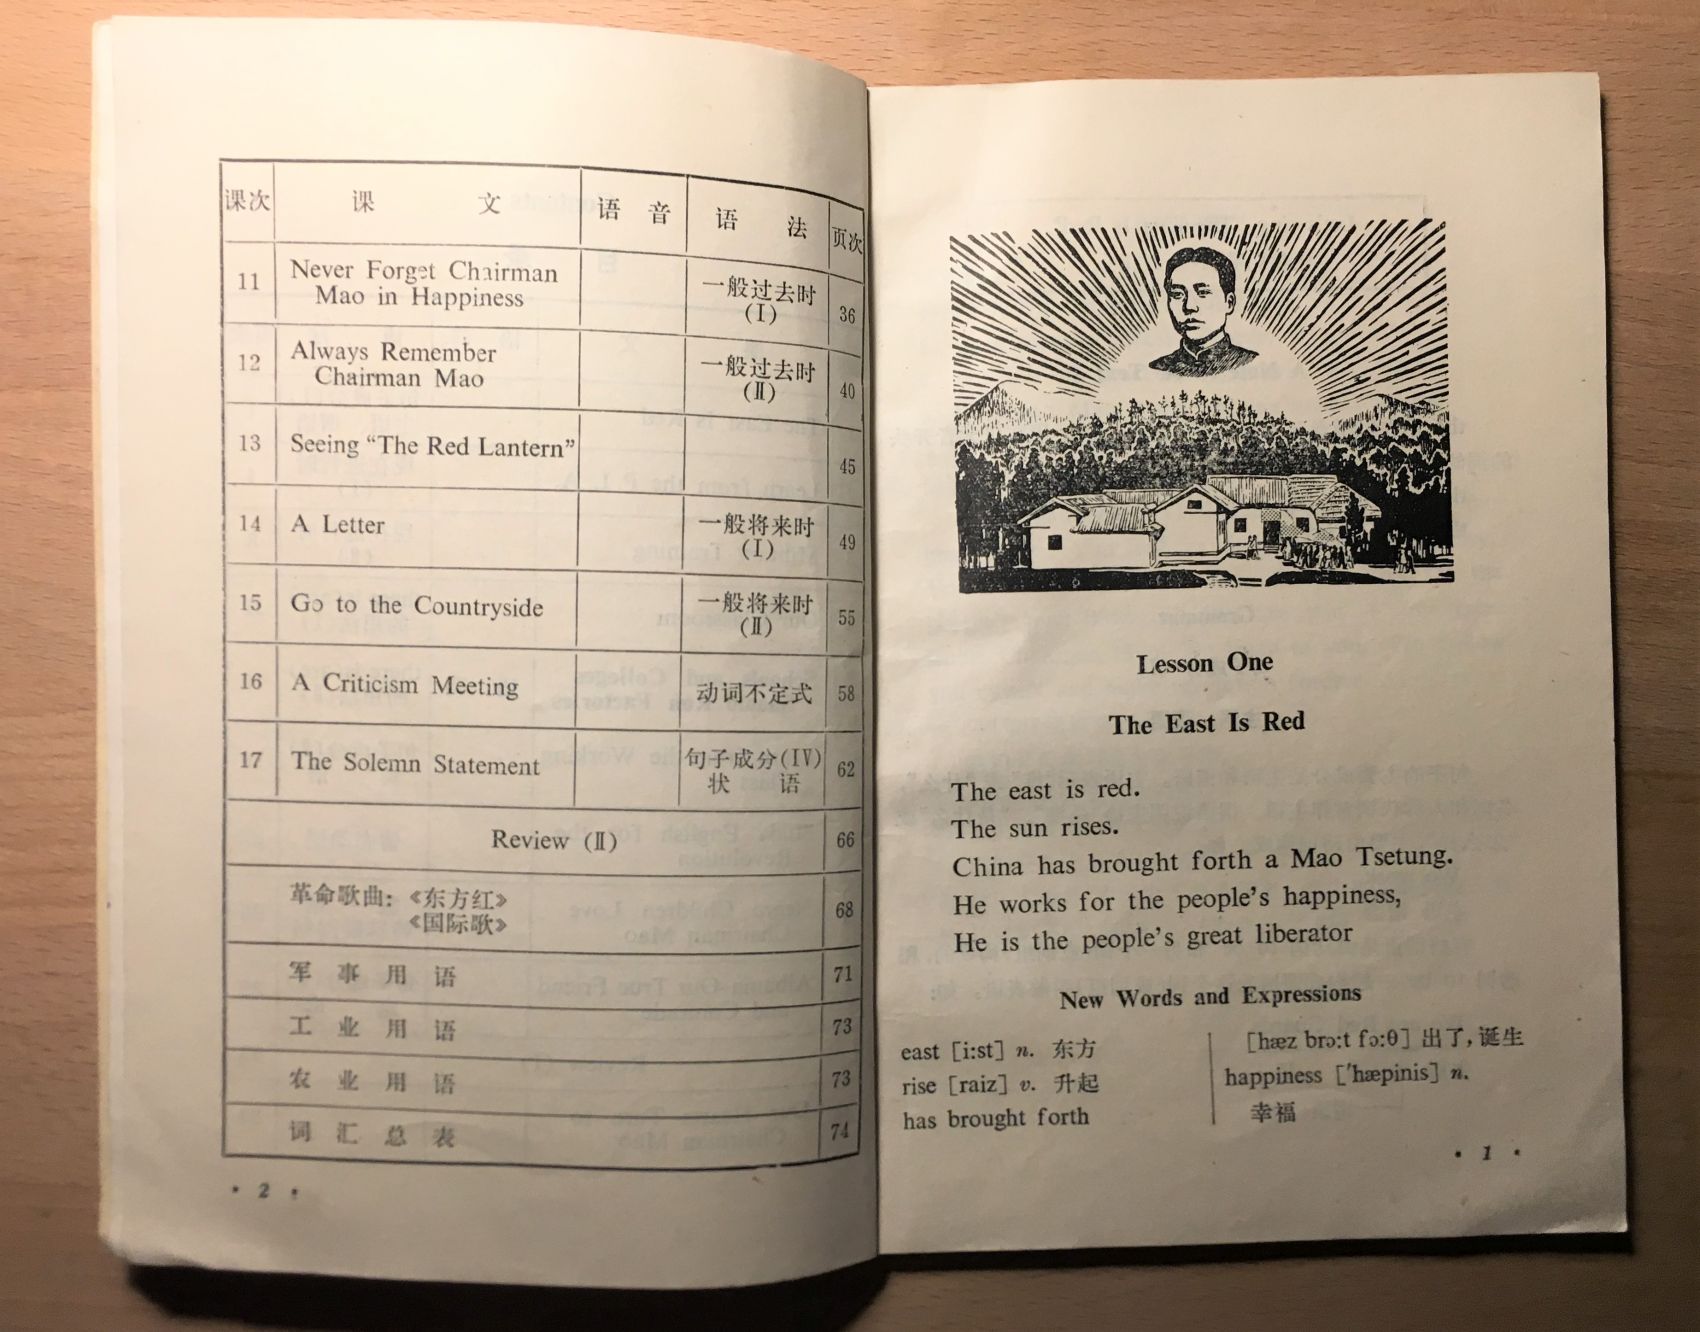 课次 课 文 语 音 语 法 页次
11 Never Forget Chairman
Mao in Happiness 一般过去时
(Ⅰ) 36
12 Always Remember
Chairman Mao 一般过去时
(Ⅱ) 40
13 Seeing “The Red Lantern” 45
14 A Letter 一般将来时
(Ⅰ) 49
15 Go to the Countryside 一般将来时
(Ⅱ) 55
16 A Criticism Meeting 动词不定式 58
17 The Solemn Statement 句子成分(Ⅳ)
状 语 62
Review (Ⅱ) 66
革命歌曲：《东方红》
《国际歌》 68
军 事 用 语 71
工 业 用 语 73
农 业 用 语 73
词 汇 总 表 74
· 2 ·
Lesson One
The East Is Red
The east is red.
The sun rises.
China has brought forth a Mao Tsetung.
He works for the people’s happiness,
He is the people’s great liberator
New Words and Expressions
east [i:st] n. 东方
rise [raiz] v. 升起
has brought forth
[hæz brɔ:t fɔ:θ] 出了，诞生
happiness ['hæpinis] n.
幸福
· 1 ·